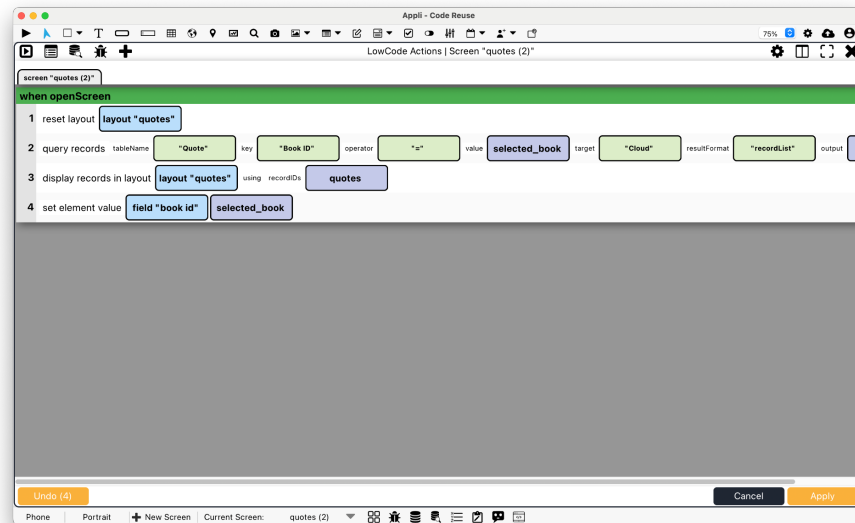 Appli - Code Reuse
T
75%
LowCode Actions | Screen "quotes (2)"
screen "quotes (2)"
when openScreen
1 reset layout layout "quotes"
2 query records tableName "Quote" key "Book ID" operator "=" value selected_book target "Cloud" resultFormat "recordList" output
3 display records in layout layout "quotes" using recordIDs quotes
4 set element value field "book id" selected_book
Undo (4) Cancel Apply
Phone Portrait New Screen Current Screen: quotes (2)